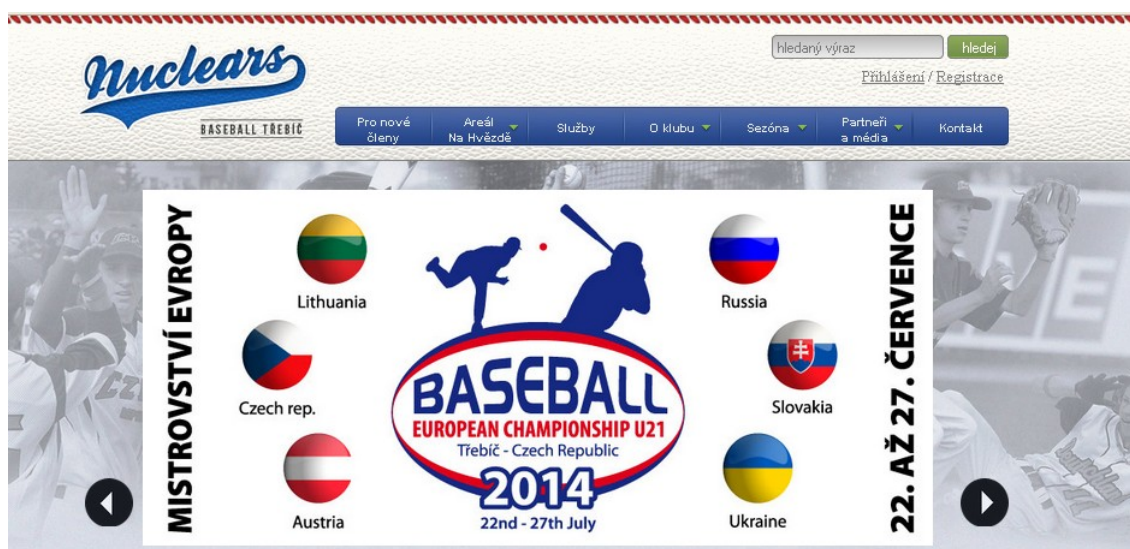 Nuclears
BASEBALL TŘEBÍČ
hledaný výraz
hledej
Přihlášení / Registrace
Pro nové
členy
Areál
Na Hvězdě
Služby
O klubu
Sezóna
Partneři
a média
Kontakt
MISTROVSTVÍ EVROPY
Lithuania
Czech rep.
Austria
BASEBALL
EUROPEAN CHAMPIONSHIP U21
Třebíč - Czech Republic
2014
22nd - 27th July
Russia
Slovakia
Ukraine
22. AŽ 27. ČERVENCE